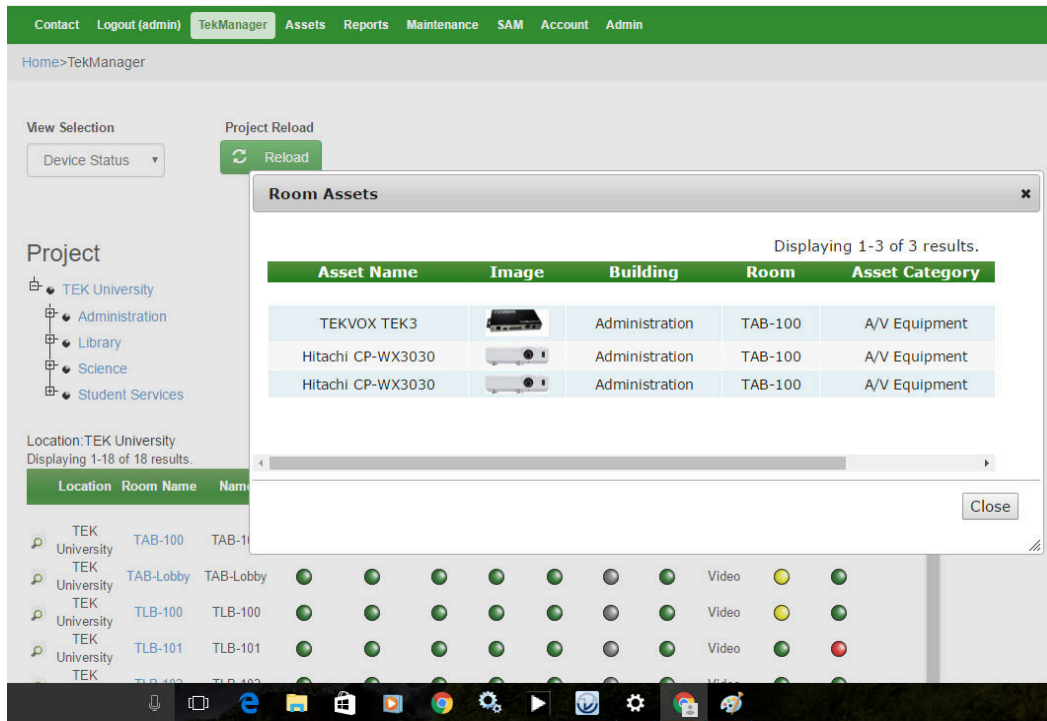 Contact Logout (admin) TekManager Assets Reports Maintenance SAM Account Admin
Home>TekManager
View Selection Project Reload
Device Status Reload
Room Assets
Displaying 1-3 of 3 results.
Asset Name Image Building Room Asset Category
TEKVOX TEK3 Administration TAB-100 A/V Equipment
Hitachi CP-WX3030 Administration TAB-100 A/V Equipment
Hitachi CP-WX3030 Administration TAB-100 A/V Equipment
Close
Project
TEK University
Administration
Library
Science
Student Services
Location:TEK University
Displaying 1-18 of 18 results.
Location Room Name Name
TEK University TAB-100 TAB-10
TEK University TAB-Lobby TAB-Lobby Video
TEK University TLB-100 TLB-100 Video
TEK University TLB-101 TLB-101 Video
TEK